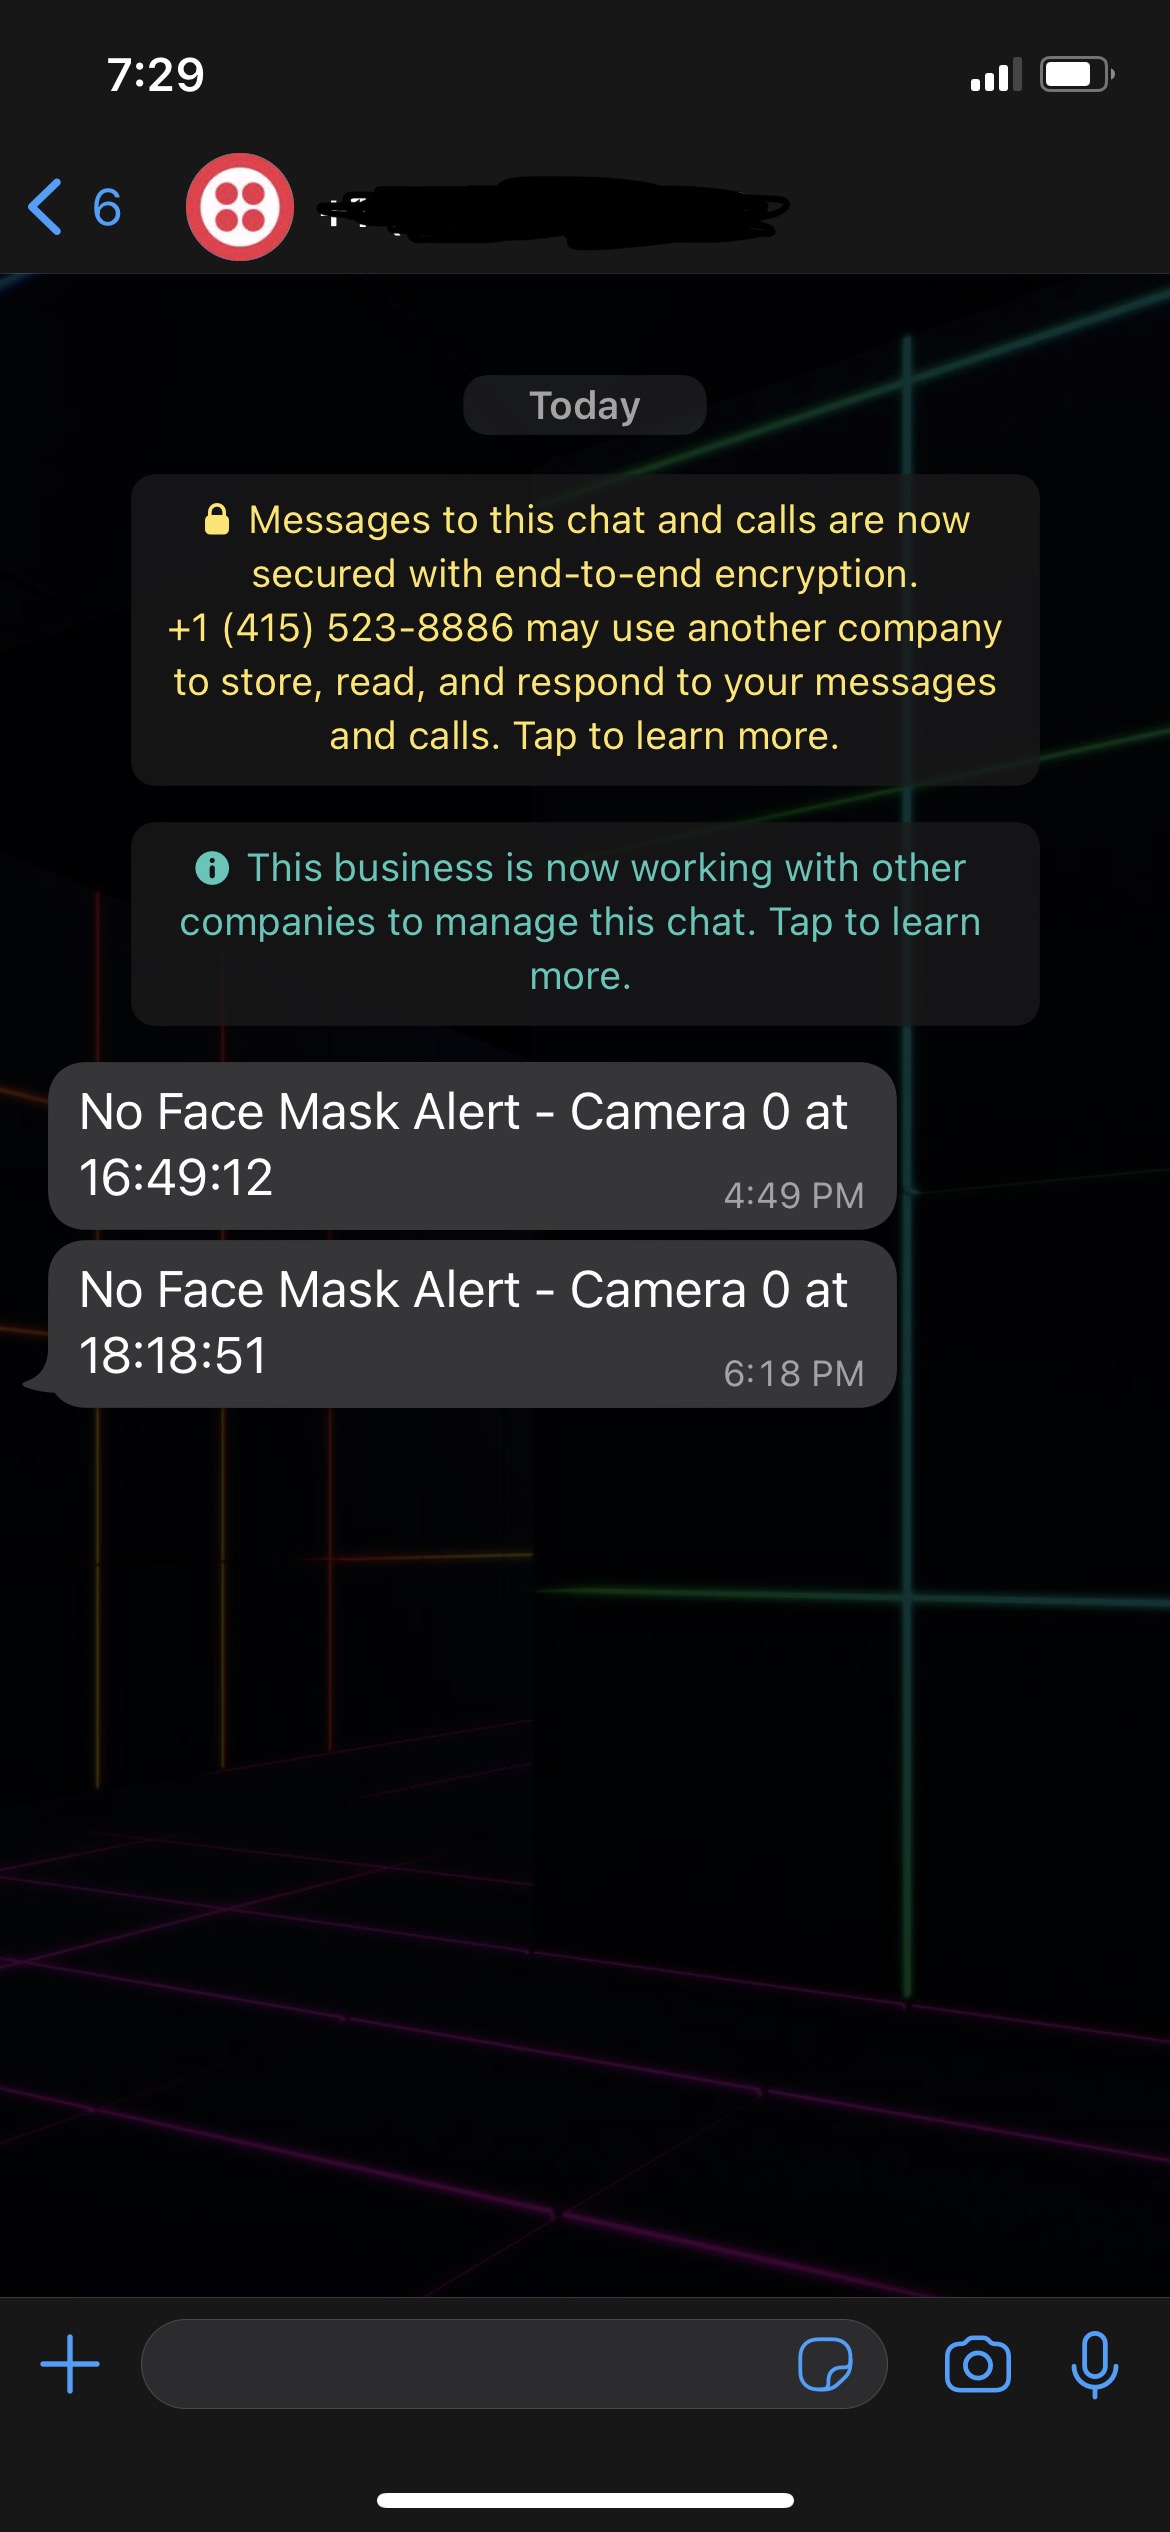 7:29
6
Today
Messages to this chat and calls are now
secured with end-to-end encryption.
+1 (415) 523-8886 may use another company
to store, read, and respond to your messages
and calls. Tap to learn more.
This business is now working with other
companies to manage this chat. Tap to learn
more.
No Face Mask Alert - Camera 0 at
16:49:12
4:49 PM
No Face Mask Alert - Camera 0 at
18:18:51
6:18 PM